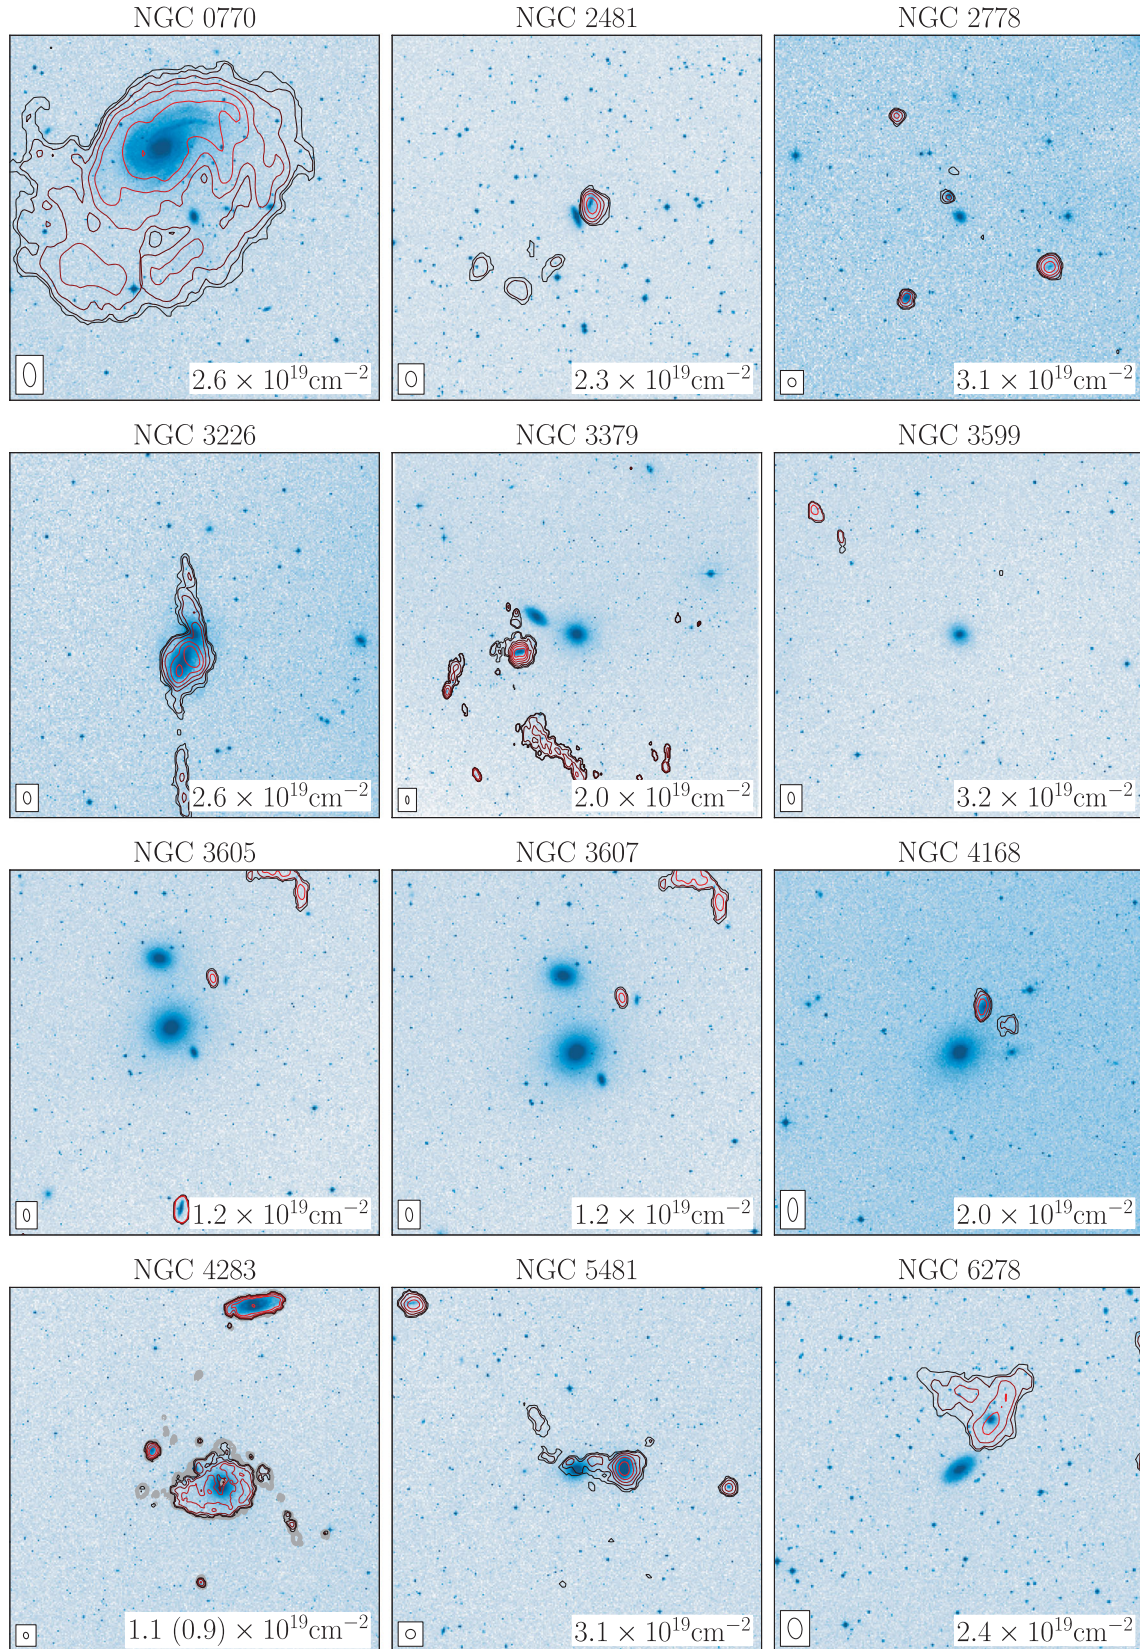 NGC 0770 NGC 2481 NGC 2778
2.6 × 10¹⁹cm⁻² 2.3 × 10¹⁹cm⁻² 3.1 × 10¹⁹cm⁻²
NGC 3226 NGC 3379 NGC 3599
2.6 × 10¹⁹cm⁻² 2.0 × 10¹⁹cm⁻² 3.2 × 10¹⁹cm⁻²
NGC 3605 NGC 3607 NGC 4168
1.2 × 10¹⁹cm⁻² 1.2 × 10¹⁹cm⁻² 2.0 × 10¹⁹cm⁻²
NGC 4283 NGC 5481 NGC 6278
1.1 (0.9) × 10¹⁹cm⁻² 3.1 × 10¹⁹cm⁻² 2.4 × 10¹⁹cm⁻²